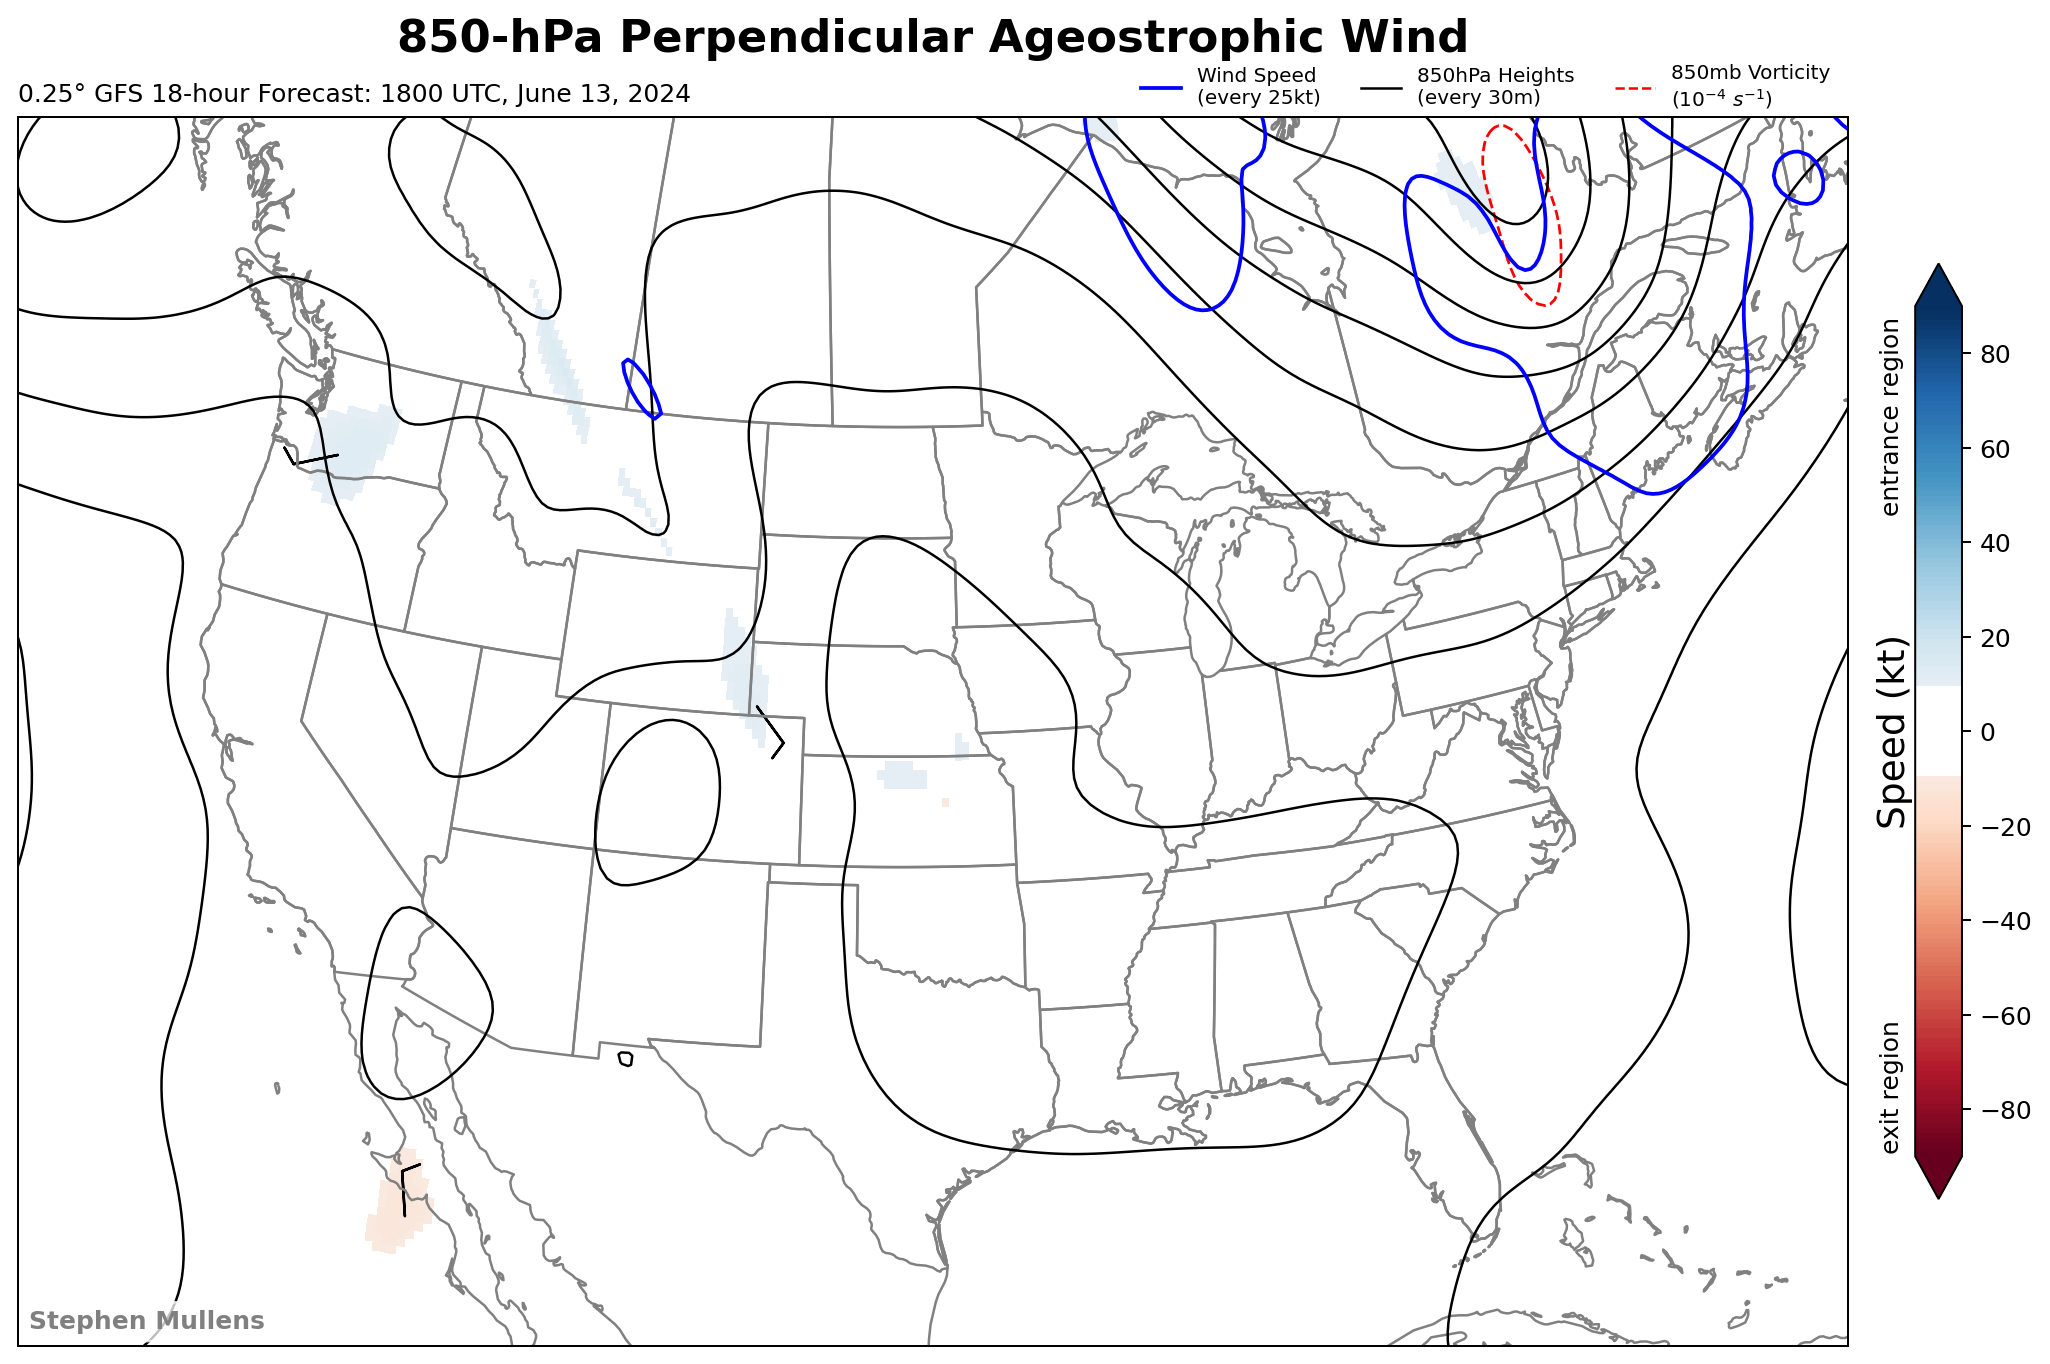 850-hPa Perpendicular Ageostrophic Wind
0.25° GFS 18-hour Forecast: 1800 UTC, June 13, 2024
Wind Speed
(every 25kt)
850hPa Heights
(every 30m)
850mb Vorticity
(10⁻⁴ s⁻¹)
entrance region
Speed (kt)
exit region
80
60
40
20
0
−20
−40
−60
−80
Stephen Mullens